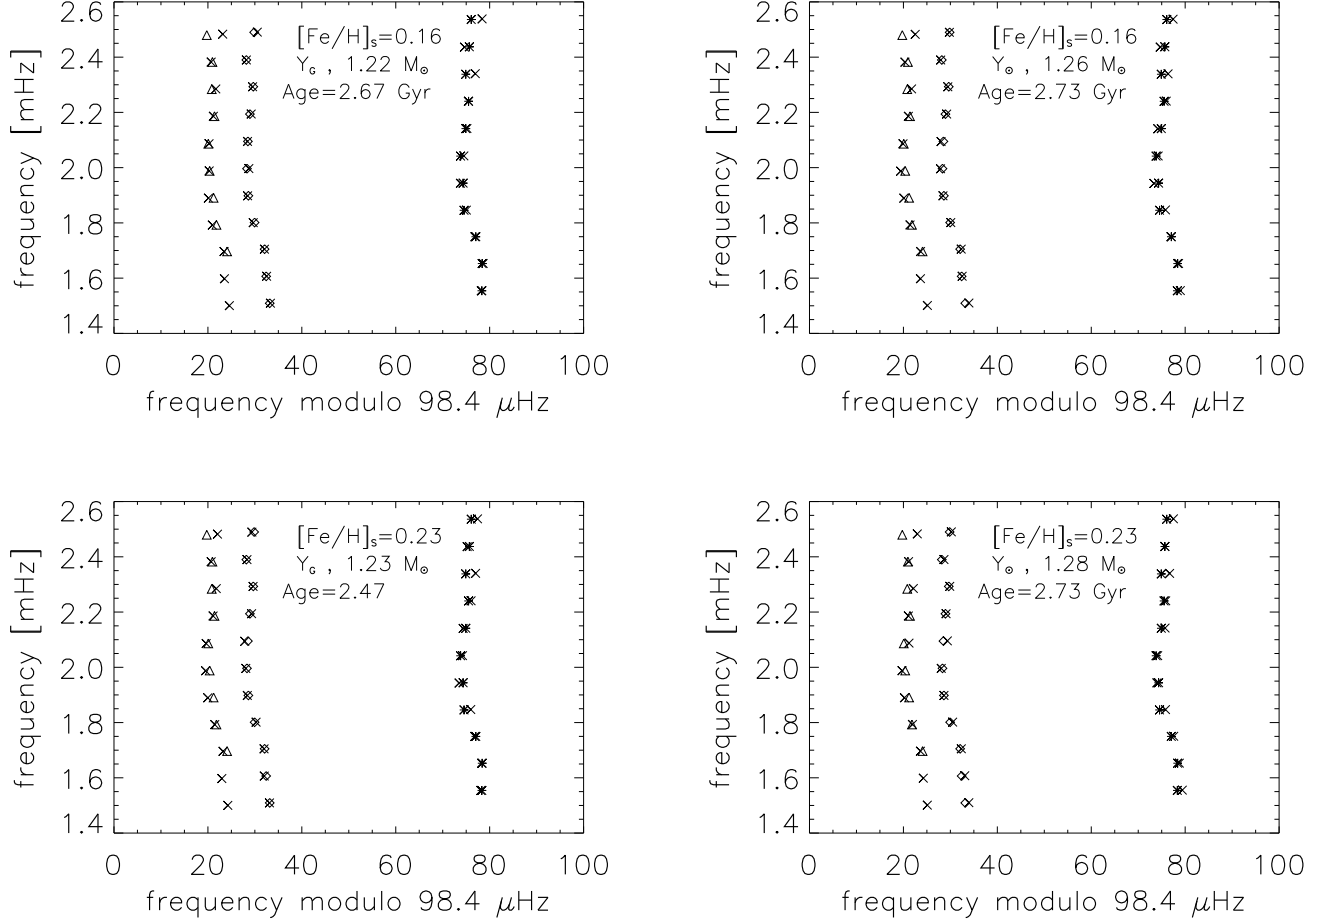 2.6
2.4
2.2
2.0
1.8
1.6
1.4
frequency [mHz]
[Fe/H]s=0.16
Y_G , 1.22 M⊙
Age=2.67 Gyr
0 20 40 60 80 100
frequency modulo 98.4 μHz
2.6
2.4
2.2
2.0
1.8
1.6
1.4
frequency [mHz]
[Fe/H]s=0.16
Y⊙ , 1.26 M⊙
Age=2.73 Gyr
0 20 40 60 80 100
frequency modulo 98.4 μHz
2.6
2.4
2.2
2.0
1.8
1.6
1.4
frequency [mHz]
[Fe/H]s=0.23
Y_G , 1.23 M⊙
Age=2.47
0 20 40 60 80 100
frequency modulo 98.4 μHz
2.6
2.4
2.2
2.0
1.8
1.6
1.4
frequency [mHz]
[Fe/H]s=0.23
Y⊙ , 1.28 M⊙
Age=2.73 Gyr
0 20 40 60 80 100
frequency modulo 98.4 μHz